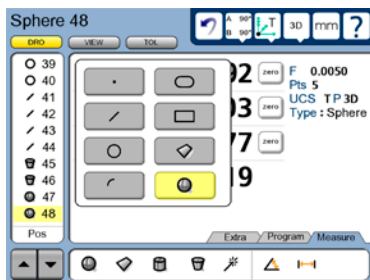 Sphere 48
A 90°
B 90°
T
3D
mm
?
DRO
VIEW
TOL
39
40
41
42
43
44
45
46
47
48
Pos
92 zero
03 zero
77 zero
19
F 0.0050
Pts 5
UCS T P 3D
Type : Sphere
Extra Program Measure